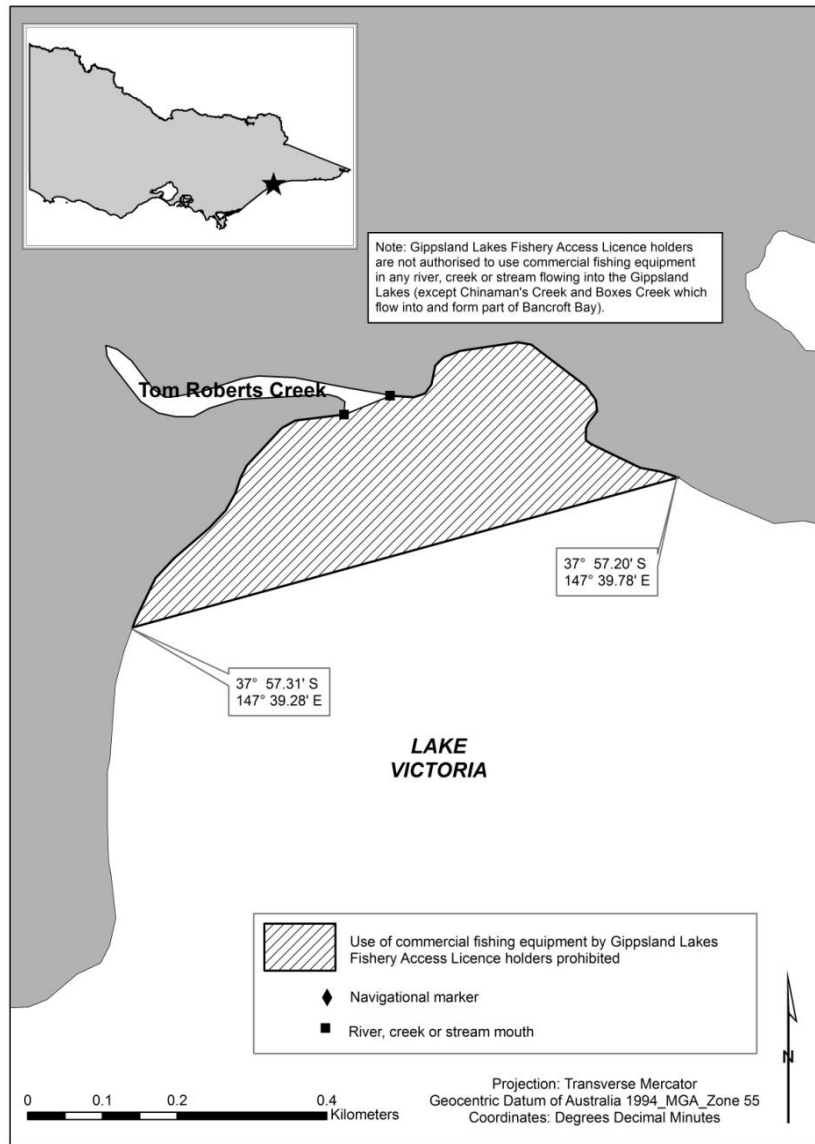 Note: Gippsland Lakes Fishery Access Licence holders
are not authorised to use commercial fishing equipment
in any river, creek or stream flowing into the Gippsland
Lakes (except Chinaman's Creek and Boxes Creek which
flow into and form part of Bancroft Bay).
Tom Roberts Creek
37° 57.20' S
147° 39.78' E
37° 57.31' S
147° 39.28' E
LAKE
VICTORIA
Use of commercial fishing equipment by Gippsland Lakes
Fishery Access Licence holders prohibited
Navigational marker
River, creek or stream mouth
N
0 0.1 0.2 0.4
Kilometers
Projection: Transverse Mercator
Geocentric Datum of Australia 1994_MGA_Zone 55
Coordinates: Degrees Decimal Minutes